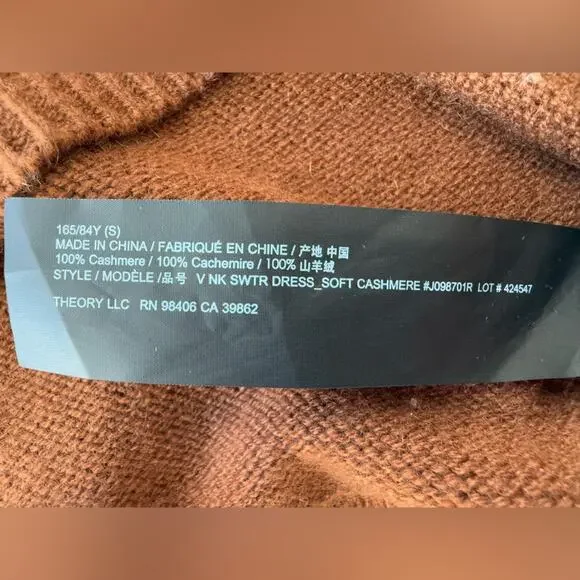 165/84Y (S)
MADE IN CHINA / FABRIQUÉ EN CHINE / 产地 中国
100% Cashmere / 100% Cachemire / 100% 山羊绒
STYLE / MODÈLE / 品号 V NK SWTR DRESS_SOFT CASHMERE #J098701R LOT # 424547
THEORY LLC RN 98406 CA 39862